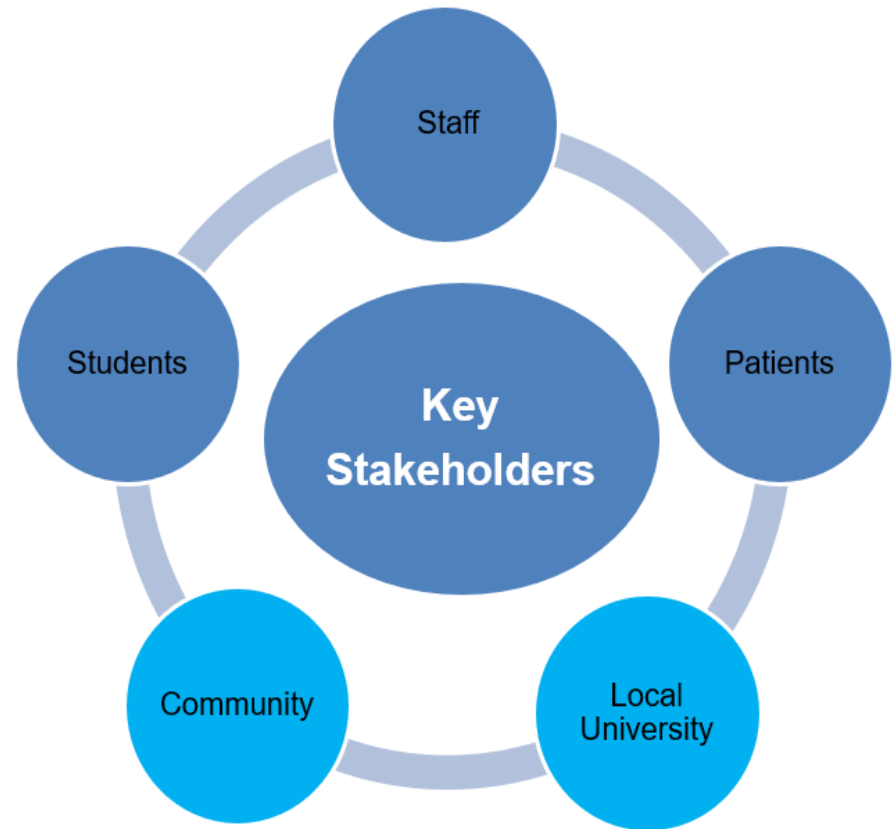 Staff
Students
Patients
Key
Stakeholders
Community
Local
University